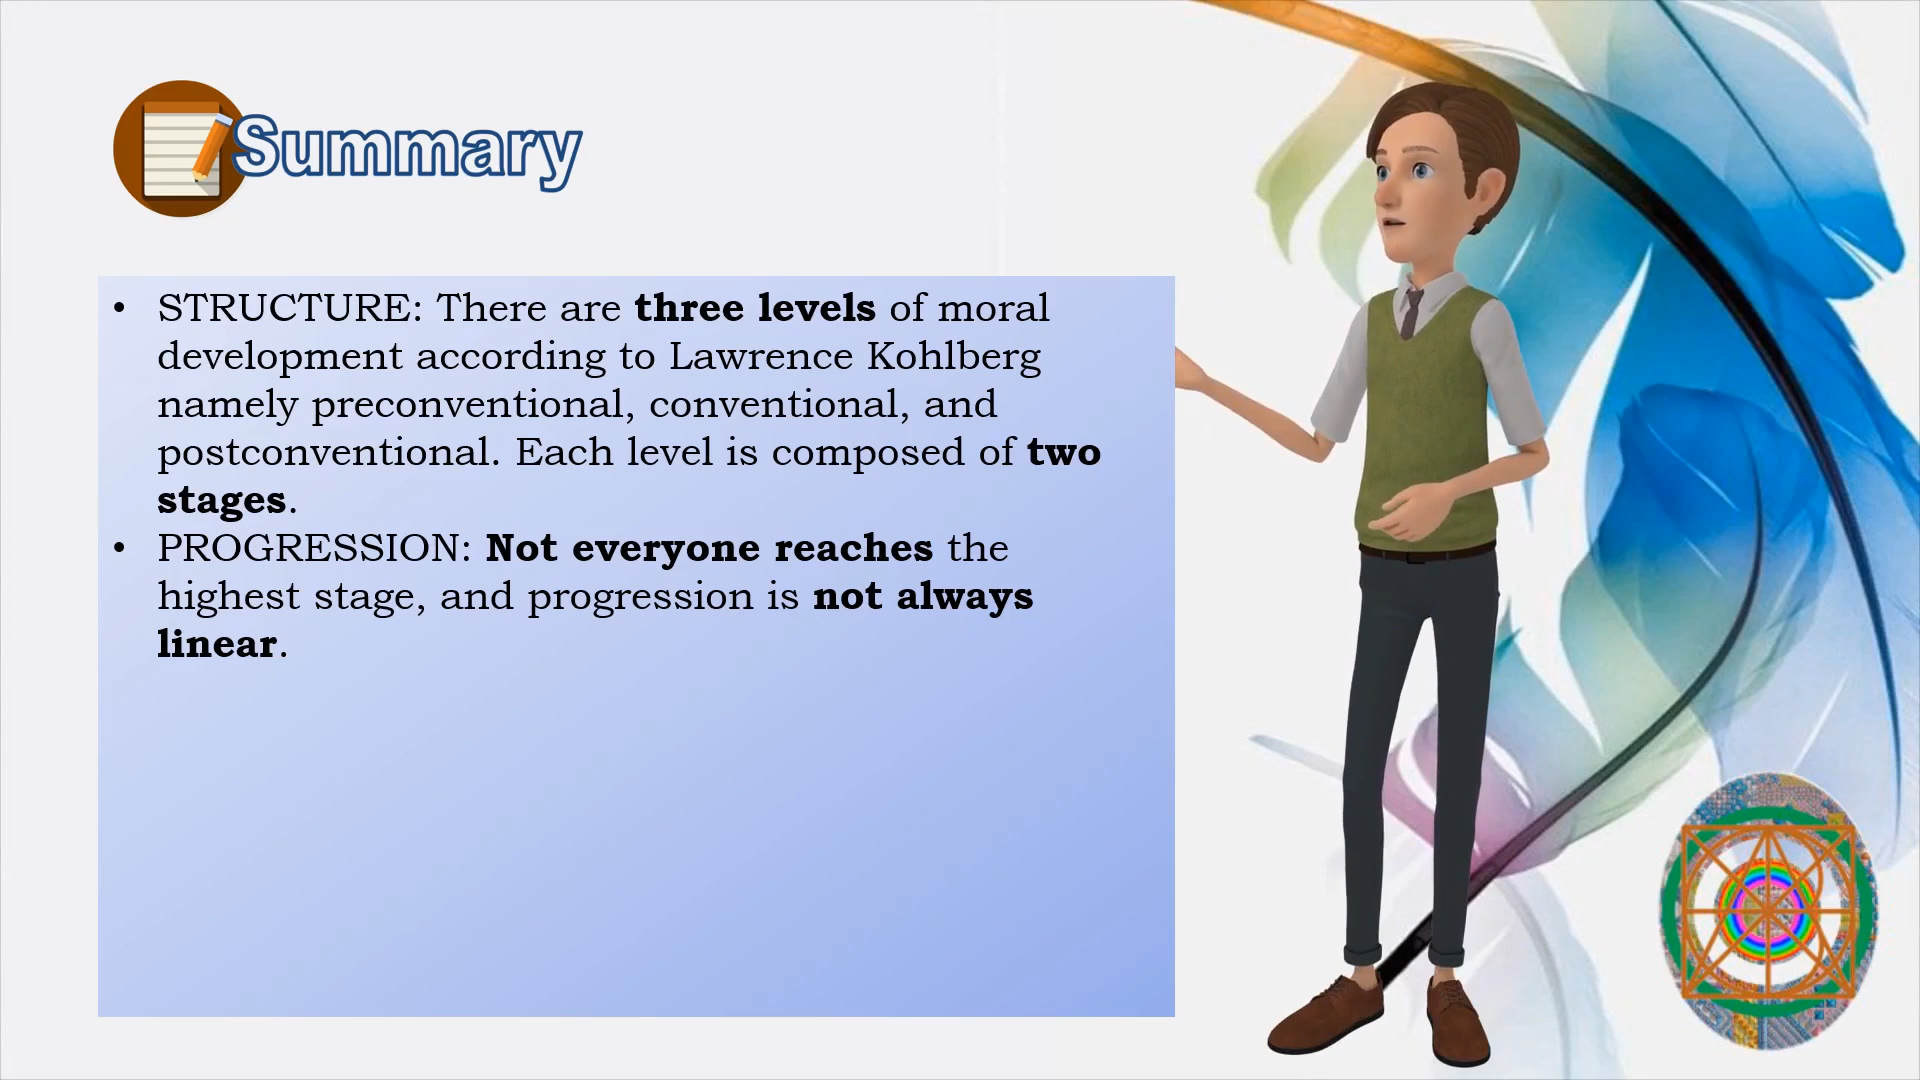 Summary
• STRUCTURE: There are three levels of moral
development according to Lawrence Kohlberg
namely preconventional, conventional, and
postconventional. Each level is composed of two
stages.
• PROGRESSION: Not everyone reaches the
highest stage, and progression is not always
linear.